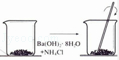 Ba(OH)₂· 8H₂O
+NH₄Cl